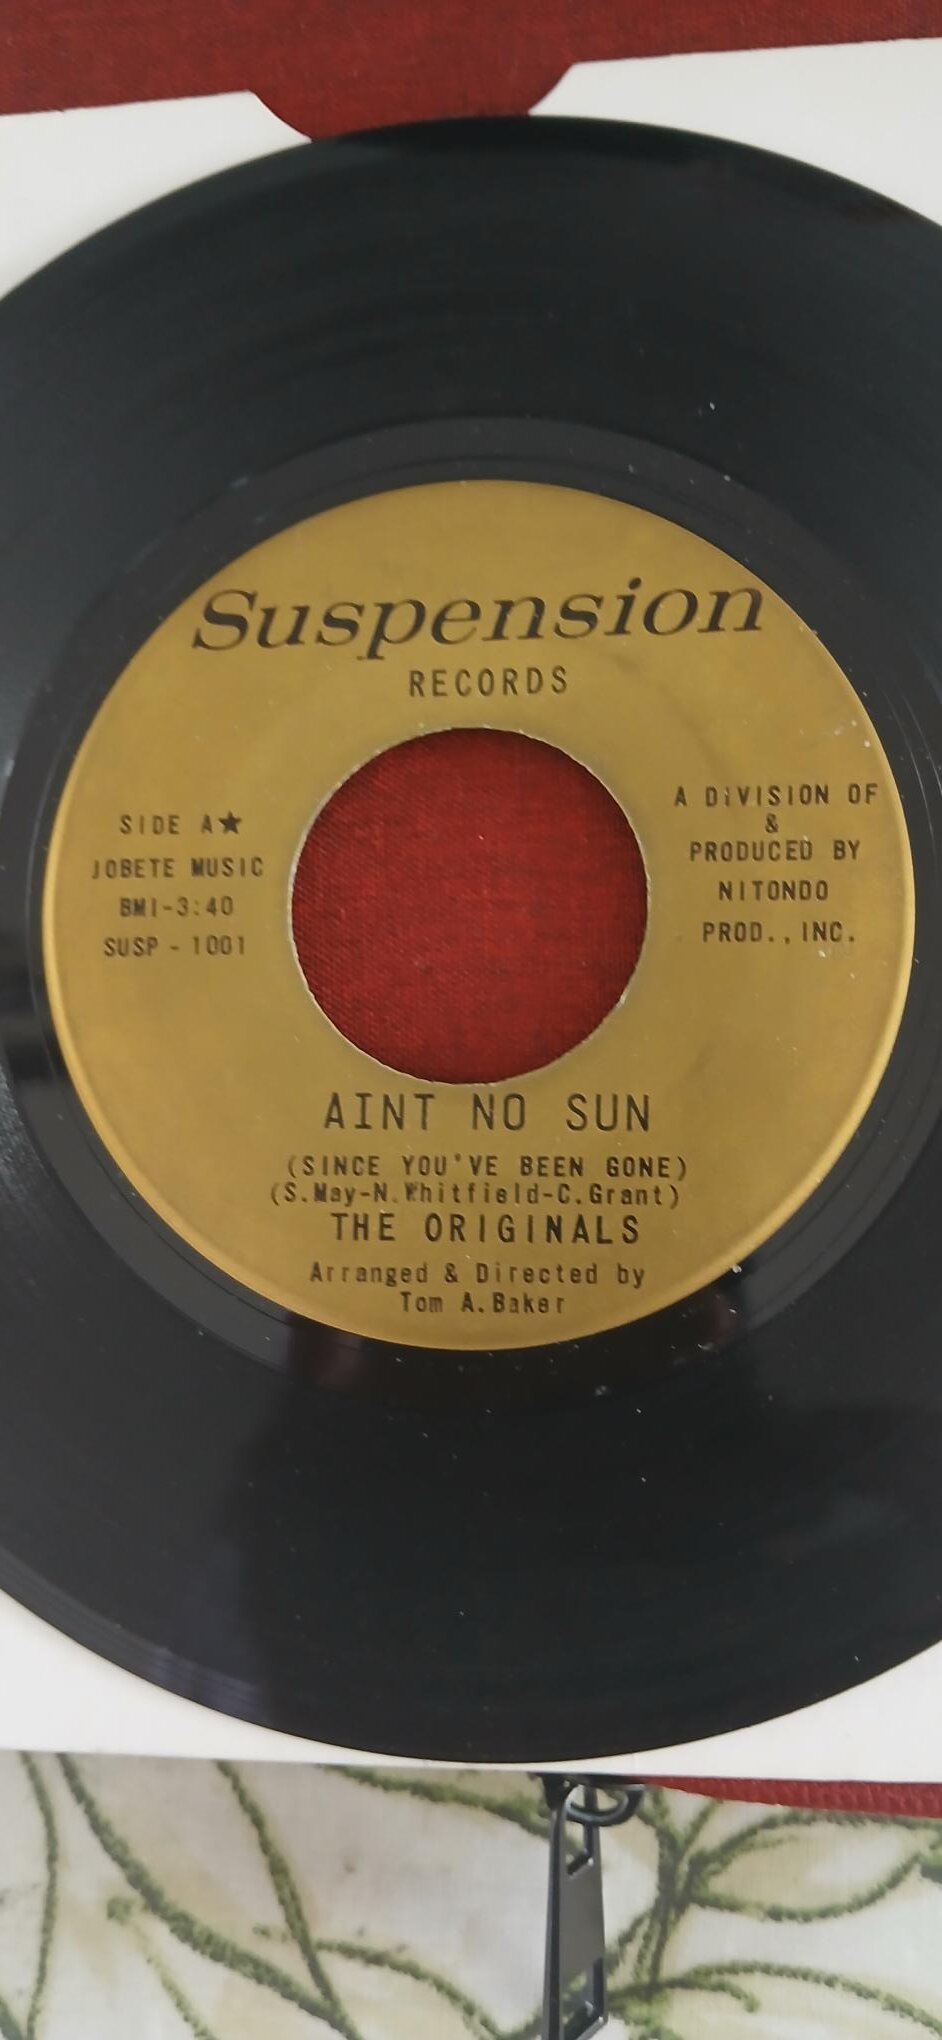 Suspension
RECORDS
SIDE A★
JOBETE MUSIC
BMI-3:40
SUSP - 1001
A DiVISION OF
&
PRODUCED BY
NITONDO
PROD., INC.
AINT NO SUN
(SINCE YOU'VE BEEN GONE)
(S.May-N.Whitfield-C.Grant)
THE ORIGINALS
Arranged & Directed by
Tom A.Baker